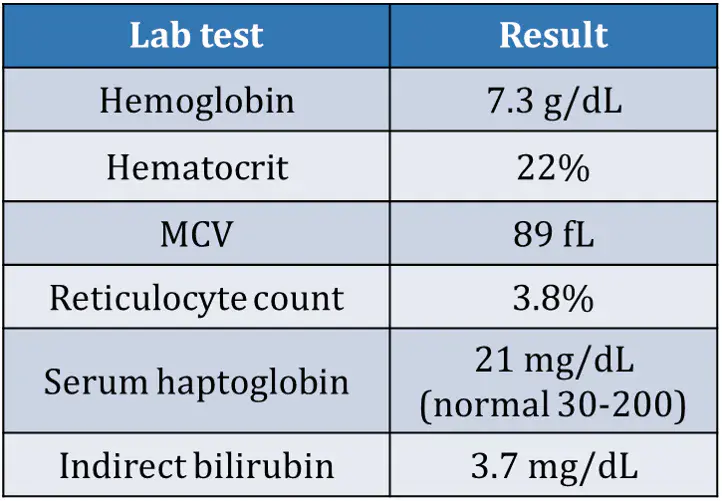 Lab test Result
Hemoglobin 7.3 g/dL
Hematocrit 22%
MCV 89 fL
Reticulocyte count 3.8%
Serum haptoglobin 21 mg/dL
(normal 30-200)
Indirect bilirubin 3.7 mg/dL